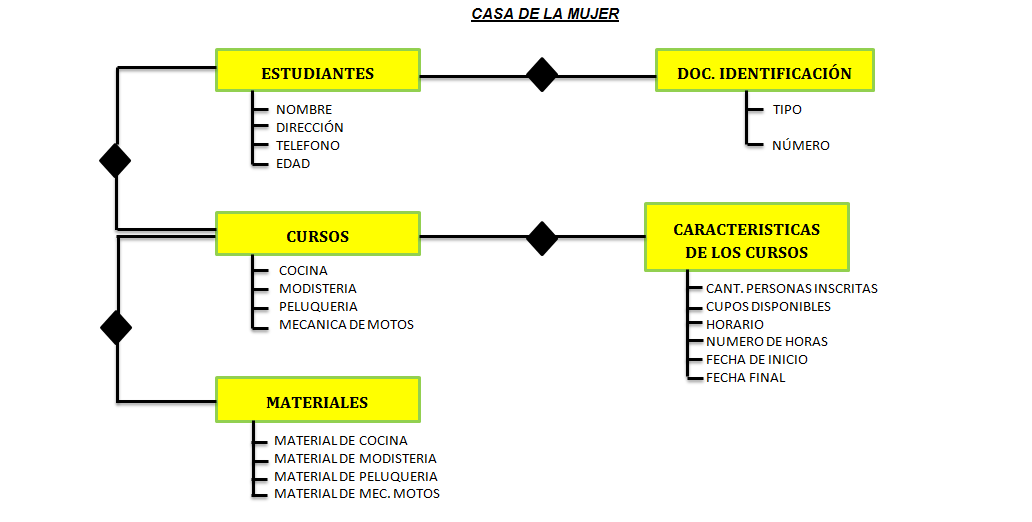 CASA DE LA MUJER
ESTUDIANTES
NOMBRE
DIRECCIÓN
TELEFONO
EDAD
DOC. IDENTIFICACIÓN
TIPO
NÚMERO
CURSOS
COCINA
MODISTERIA
PELUQUERIA
MECANICA DE MOTOS
CARACTERISTICAS
DE LOS CURSOS
CANT. PERSONAS INSCRITAS
CUPOS DISPONIBLES
HORARIO
NUMERO DE HORAS
FECHA DE INICIO
FECHA FINAL
MATERIALES
MATERIAL DE COCINA
MATERIAL DE MODISTERIA
MATERIAL DE PELUQUERIA
MATERIAL DE MEC. MOTOS